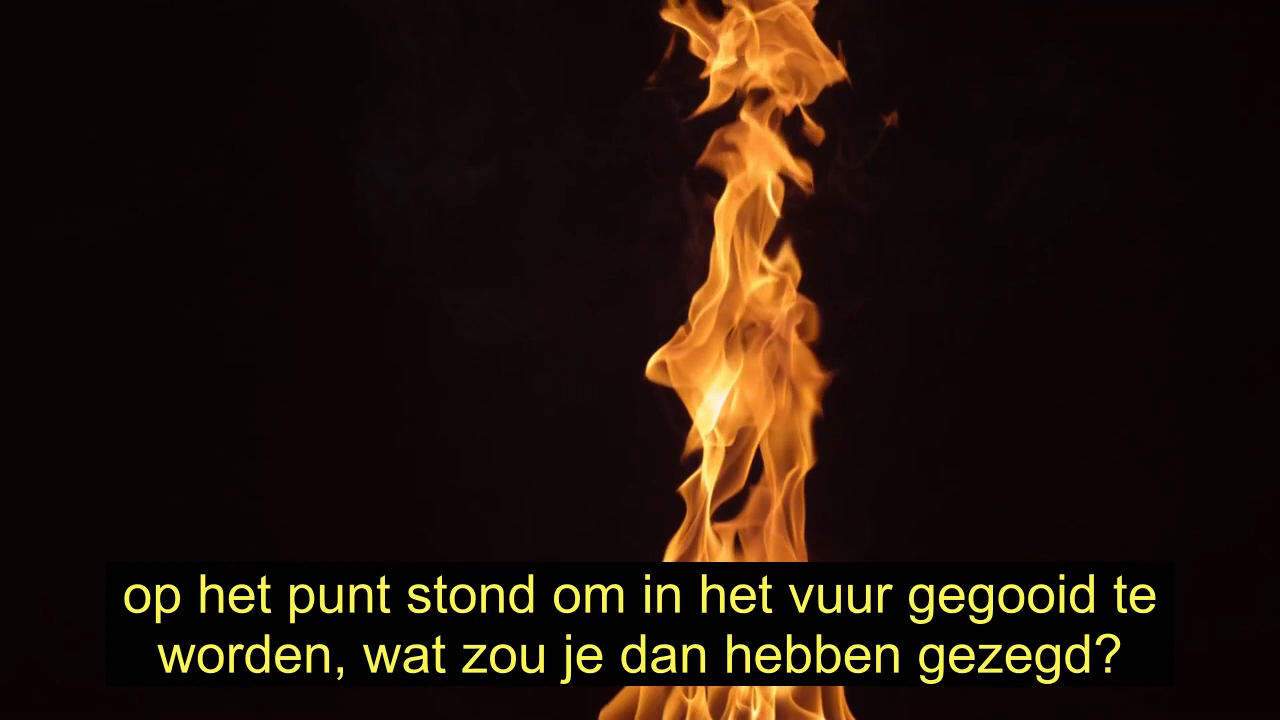 op het punt stond om in het vuur gegooid te
worden, wat zou je dan hebben gezegd?